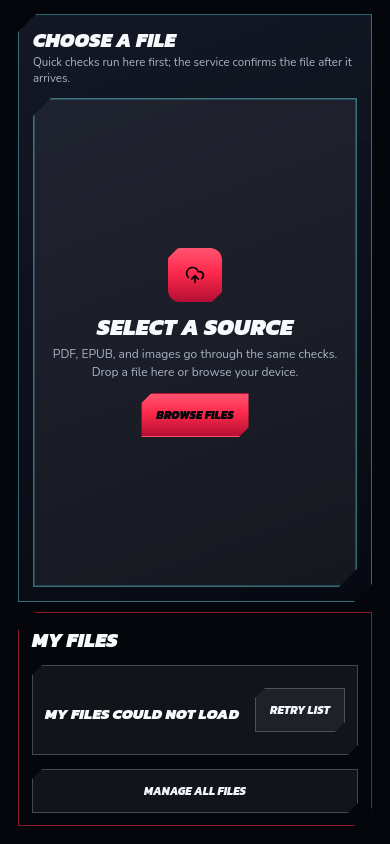 CHOOSE A FILE
Quick checks run here first; the service confirms the file after it
arrives.
SELECT A SOURCE
PDF, EPUB, and images go through the same checks.
Drop a file here or browse your device.
BROWSE FILES
MY FILES
MY FILES COULD NOT LOAD
RETRY LIST
MANAGE ALL FILES